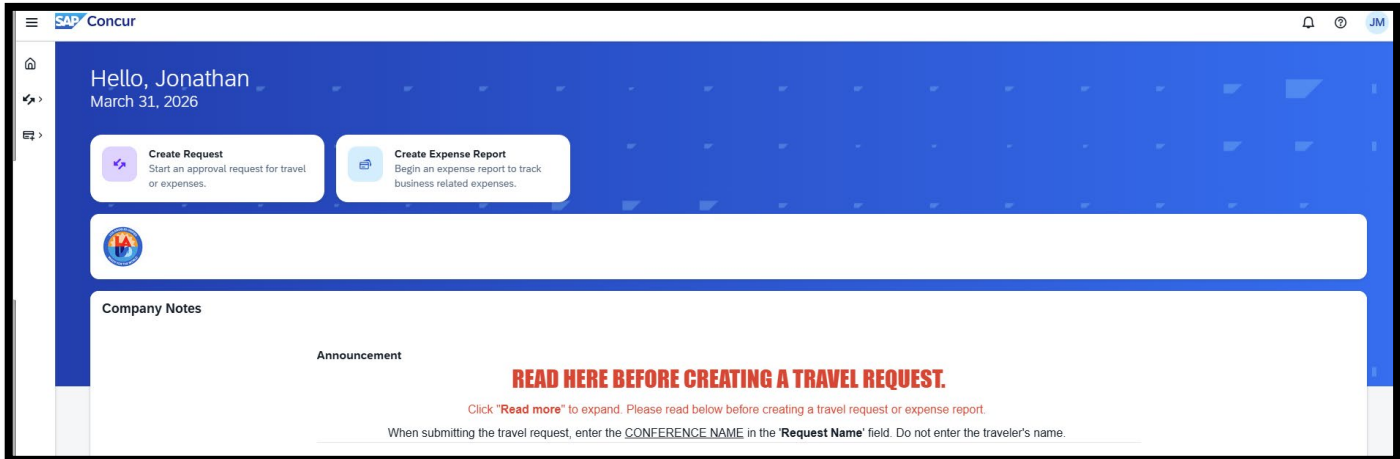 SAP Concur
JM
Hello, Jonathan
March 31, 2026
Create Request
Start an approval request for travel
or expenses.
Create Expense Report
Begin an expense report to track
business related expenses.
Company Notes
Announcement
READ HERE BEFORE CREATING A TRAVEL REQUEST.
Click "Read more" to expand. Please read below before creating a travel request or expense report.
When submitting the travel request, enter the CONFERENCE NAME in the 'Request Name' field. Do not enter the traveler's name.